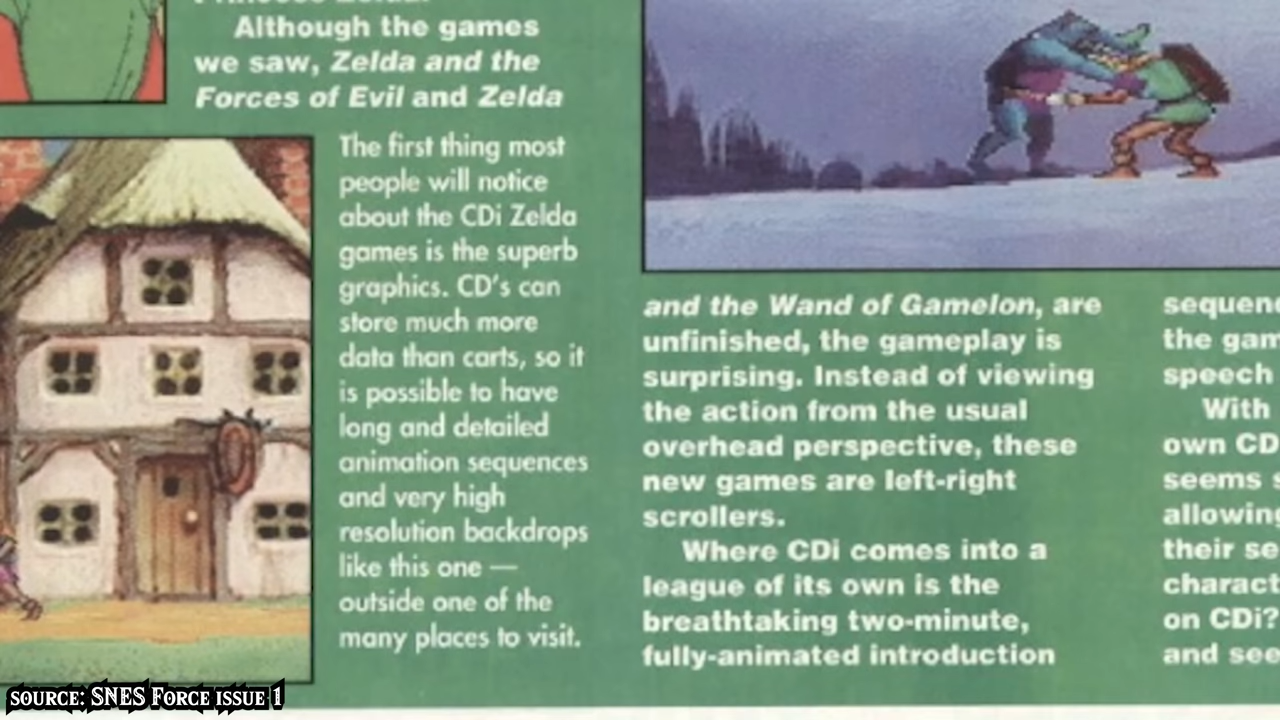 Princess Zelda.
Although the games
we saw, Zelda and the
Forces of Evil and Zelda
The first thing most
people will notice
about the CDi Zelda
games is the superb
graphics. CD's can
store much more
data than carts, so it
is possible to have
long and detailed
animation sequences
and very high
resolution backdrops
like this one —
outside one of the
many places to visit.
and the Wand of Gamelon, are
unfinished, the gameplay is
surprising. Instead of viewing
the action from the usual
overhead perspective, these
new games are left-right
scrollers.
Where CDi comes into a
league of its own is the
breathtaking two-minute,
fully-animated introduction
sequenc
the gam
speech
With
own CD
seems s
allowing
their se
charact
on CDi?
and see
SOURCE: SNES FORCE ISSUE 1